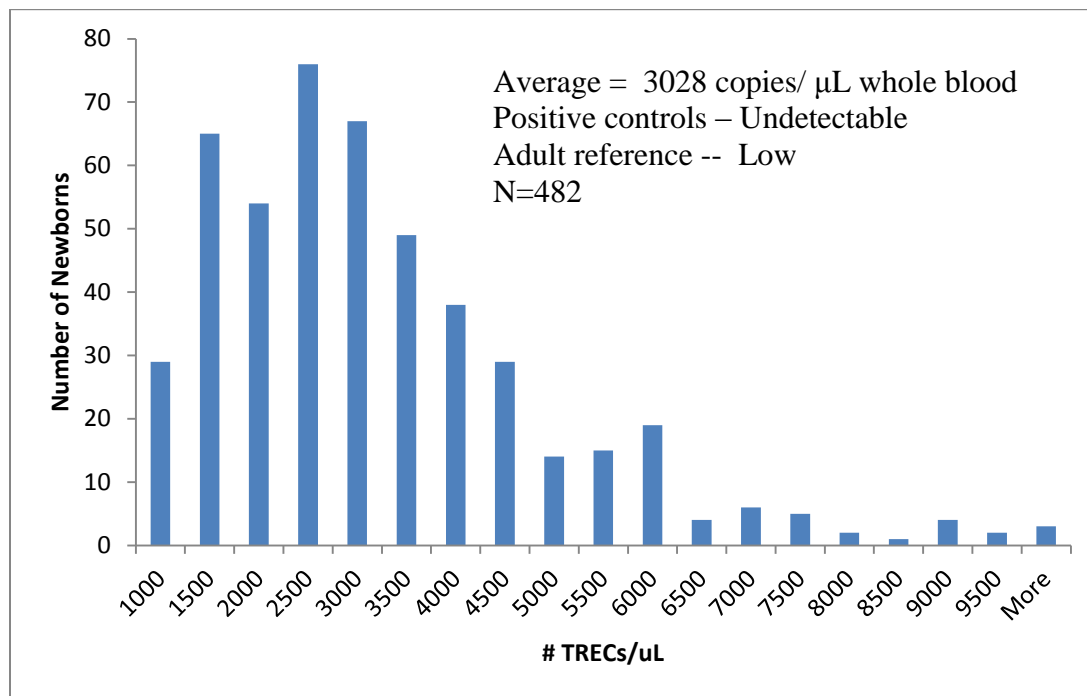 80
70
60
50
40
30
20
10
0
Number of Newborns
Average = 3028 copies/ μL whole blood
Positive controls – Undetectable
Adult reference -- Low
N=482
1000 1500 2000 2500 3000 3500 4000 4500 5000 5500 6000 6500 7000 7500 8000 8500 9000 9500 More
# TRECs/uL